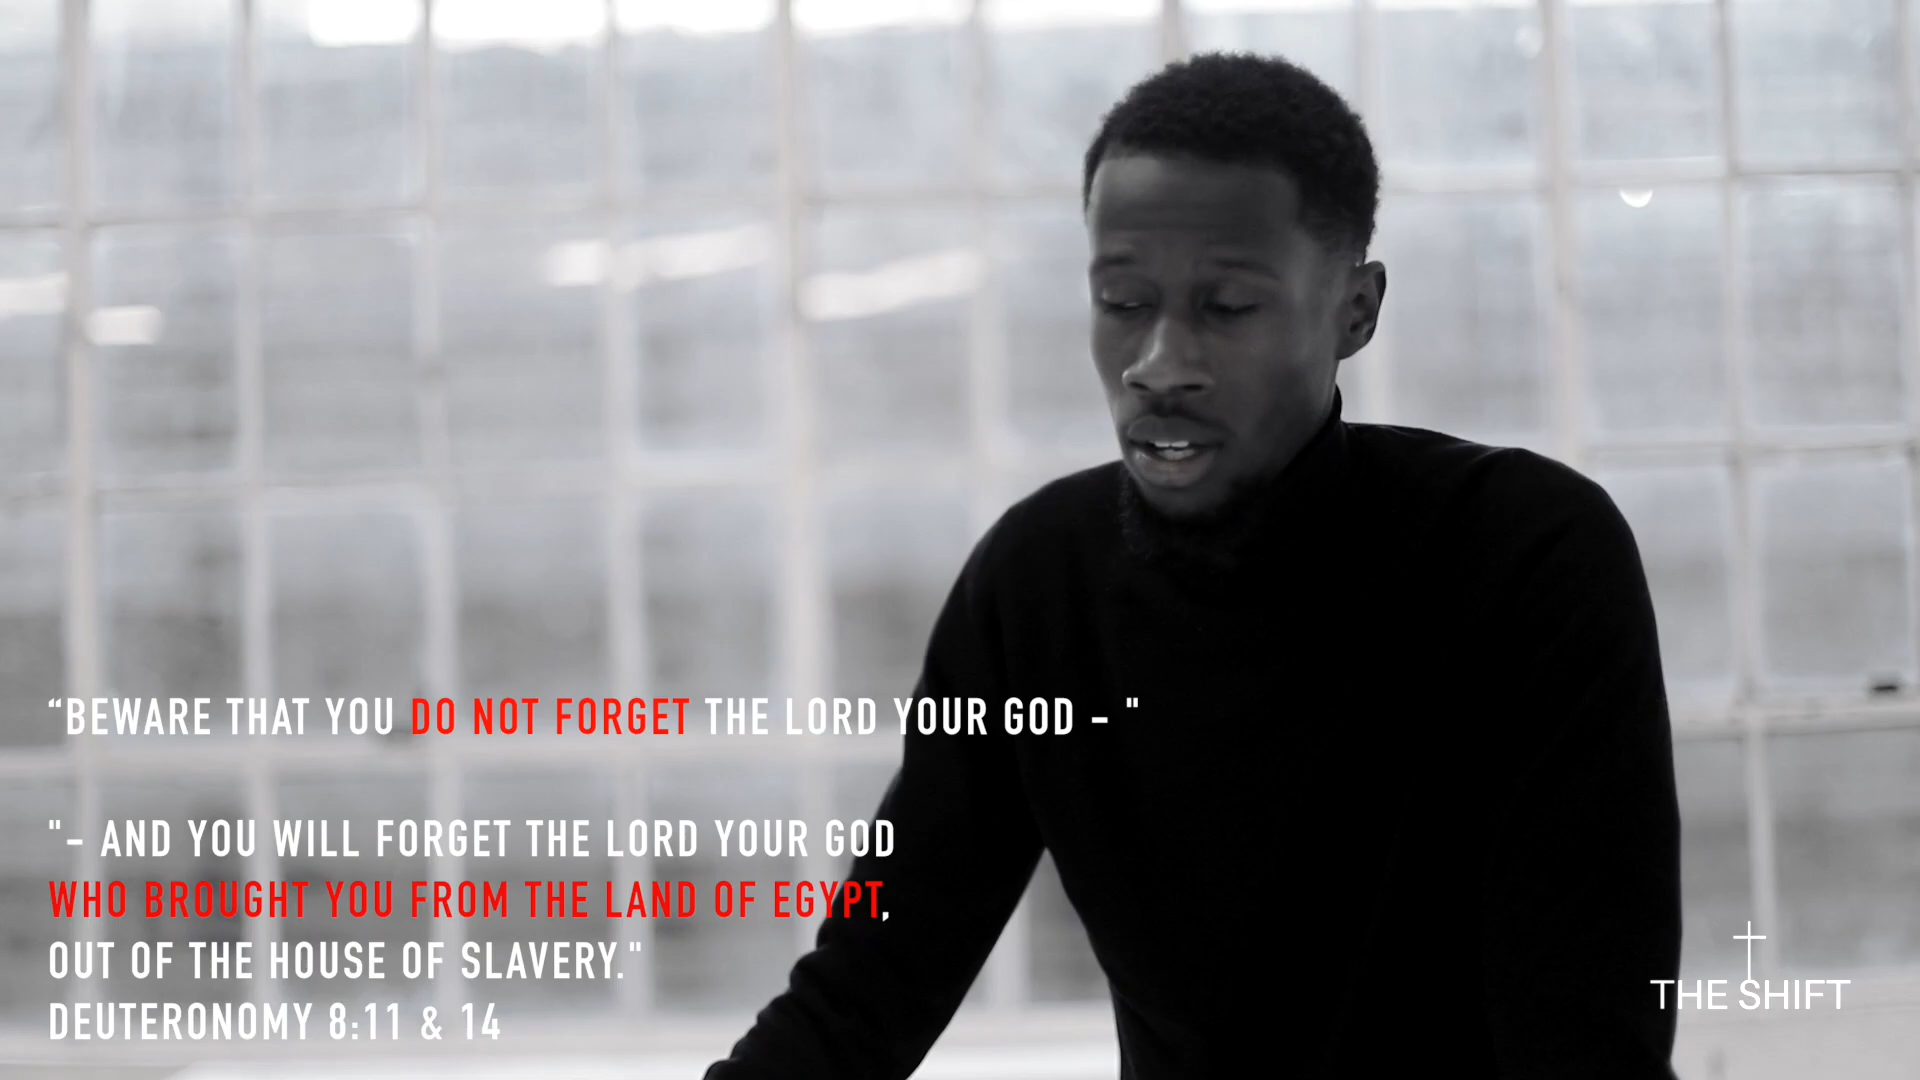 “BEWARE THAT YOU DO NOT FORGET THE LORD YOUR GOD - "
"- AND YOU WILL FORGET THE LORD YOUR GOD
WHO BROUGHT YOU FROM THE LAND OF EGYPT,
OUT OF THE HOUSE OF SLAVERY."
DEUTERONOMY 8:11 & 14
THE SHIFT